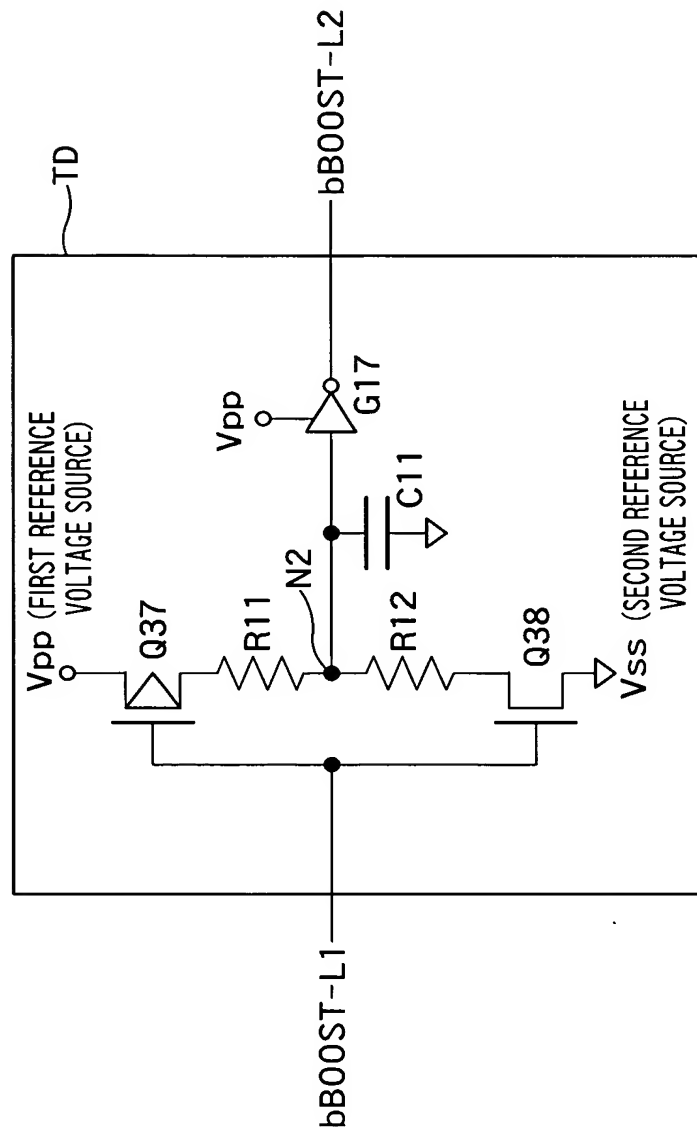 TD
Vpp (FIRST REFERENCE
VOLTAGE SOURCE)
Q37
Vpp
R11
N2
G17
bBOOST-L1
bBOOST-L2
C11
R12
Q38
Vss (SECOND REFERENCE
VOLTAGE SOURCE)